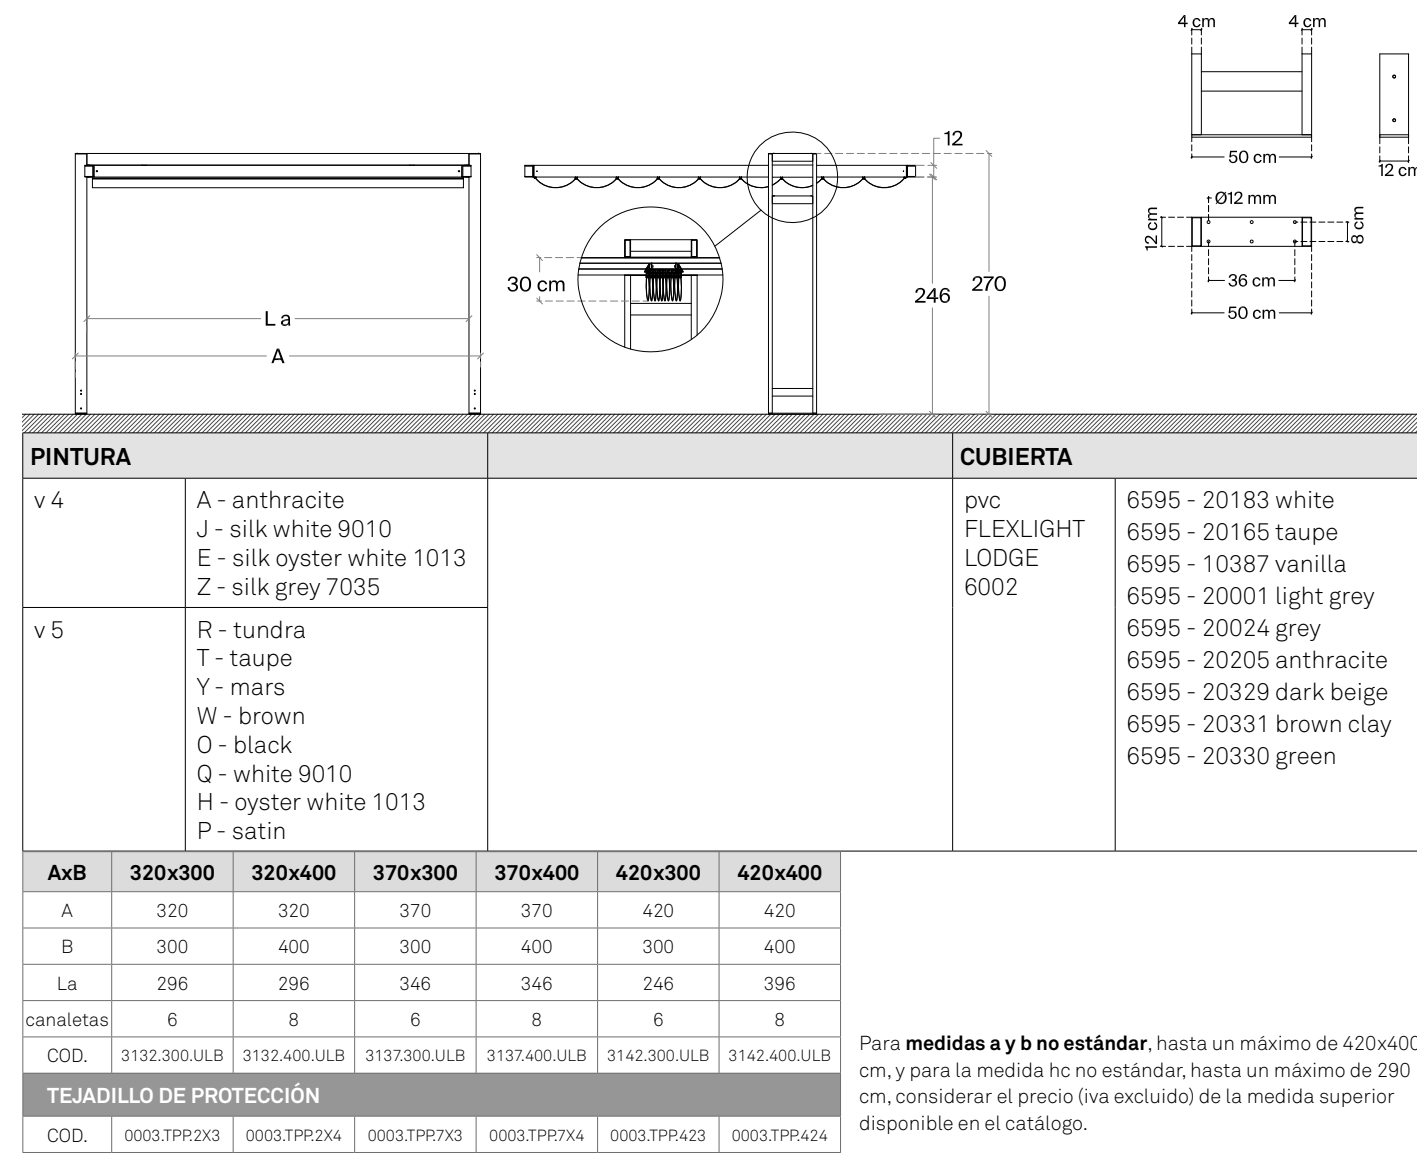 4 cm 4 cm
50 cm
12 cm
Ø12 mm
12 cm
8 cm
36 cm
50 cm
12
30 cm
246
270
L a
A
PINTURA
CUBIERTA
v 4
A - anthracite
J - silk white 9010
E - silk oyster white 1013
Z - silk grey 7035
v 5
R - tundra
T - taupe
Y - mars
W - brown
O - black
Q - white 9010
H - oyster white 1013
P - satin
pvc
FLEXLIGHT
LODGE
6002
6595 - 20183 white
6595 - 20165 taupe
6595 - 10387 vanilla
6595 - 20001 light grey
6595 - 20024 grey
6595 - 20205 anthracite
6595 - 20329 dark beige
6595 - 20331 brown clay
6595 - 20330 green
AxB 320x300 320x400 370x300 370x400 420x300 420x400
A 320 320 370 370 420 420
B 300 400 300 400 300 400
La 296 296 346 346 246 396
canaletas 6 8 6 8 6 8
COD. 3132.300.ULB 3132.400.ULB 3137.300.ULB 3137.400.ULB 3142.300.ULB 3142.400.ULB
TEJADILLO DE PROTECCIÓN
COD. 0003.TPP.2X3 0003.TPP.2X4 0003.TPP.7X3 0003.TPP.7X4 0003.TPP.423 0003.TPP.424
Para medidas a y b no estándar, hasta un máximo de 420x400
cm, y para la medida hc no estándar, hasta un máximo de 290
cm, considerar el precio (iva excluido) de la medida superior
disponible en el catálogo.